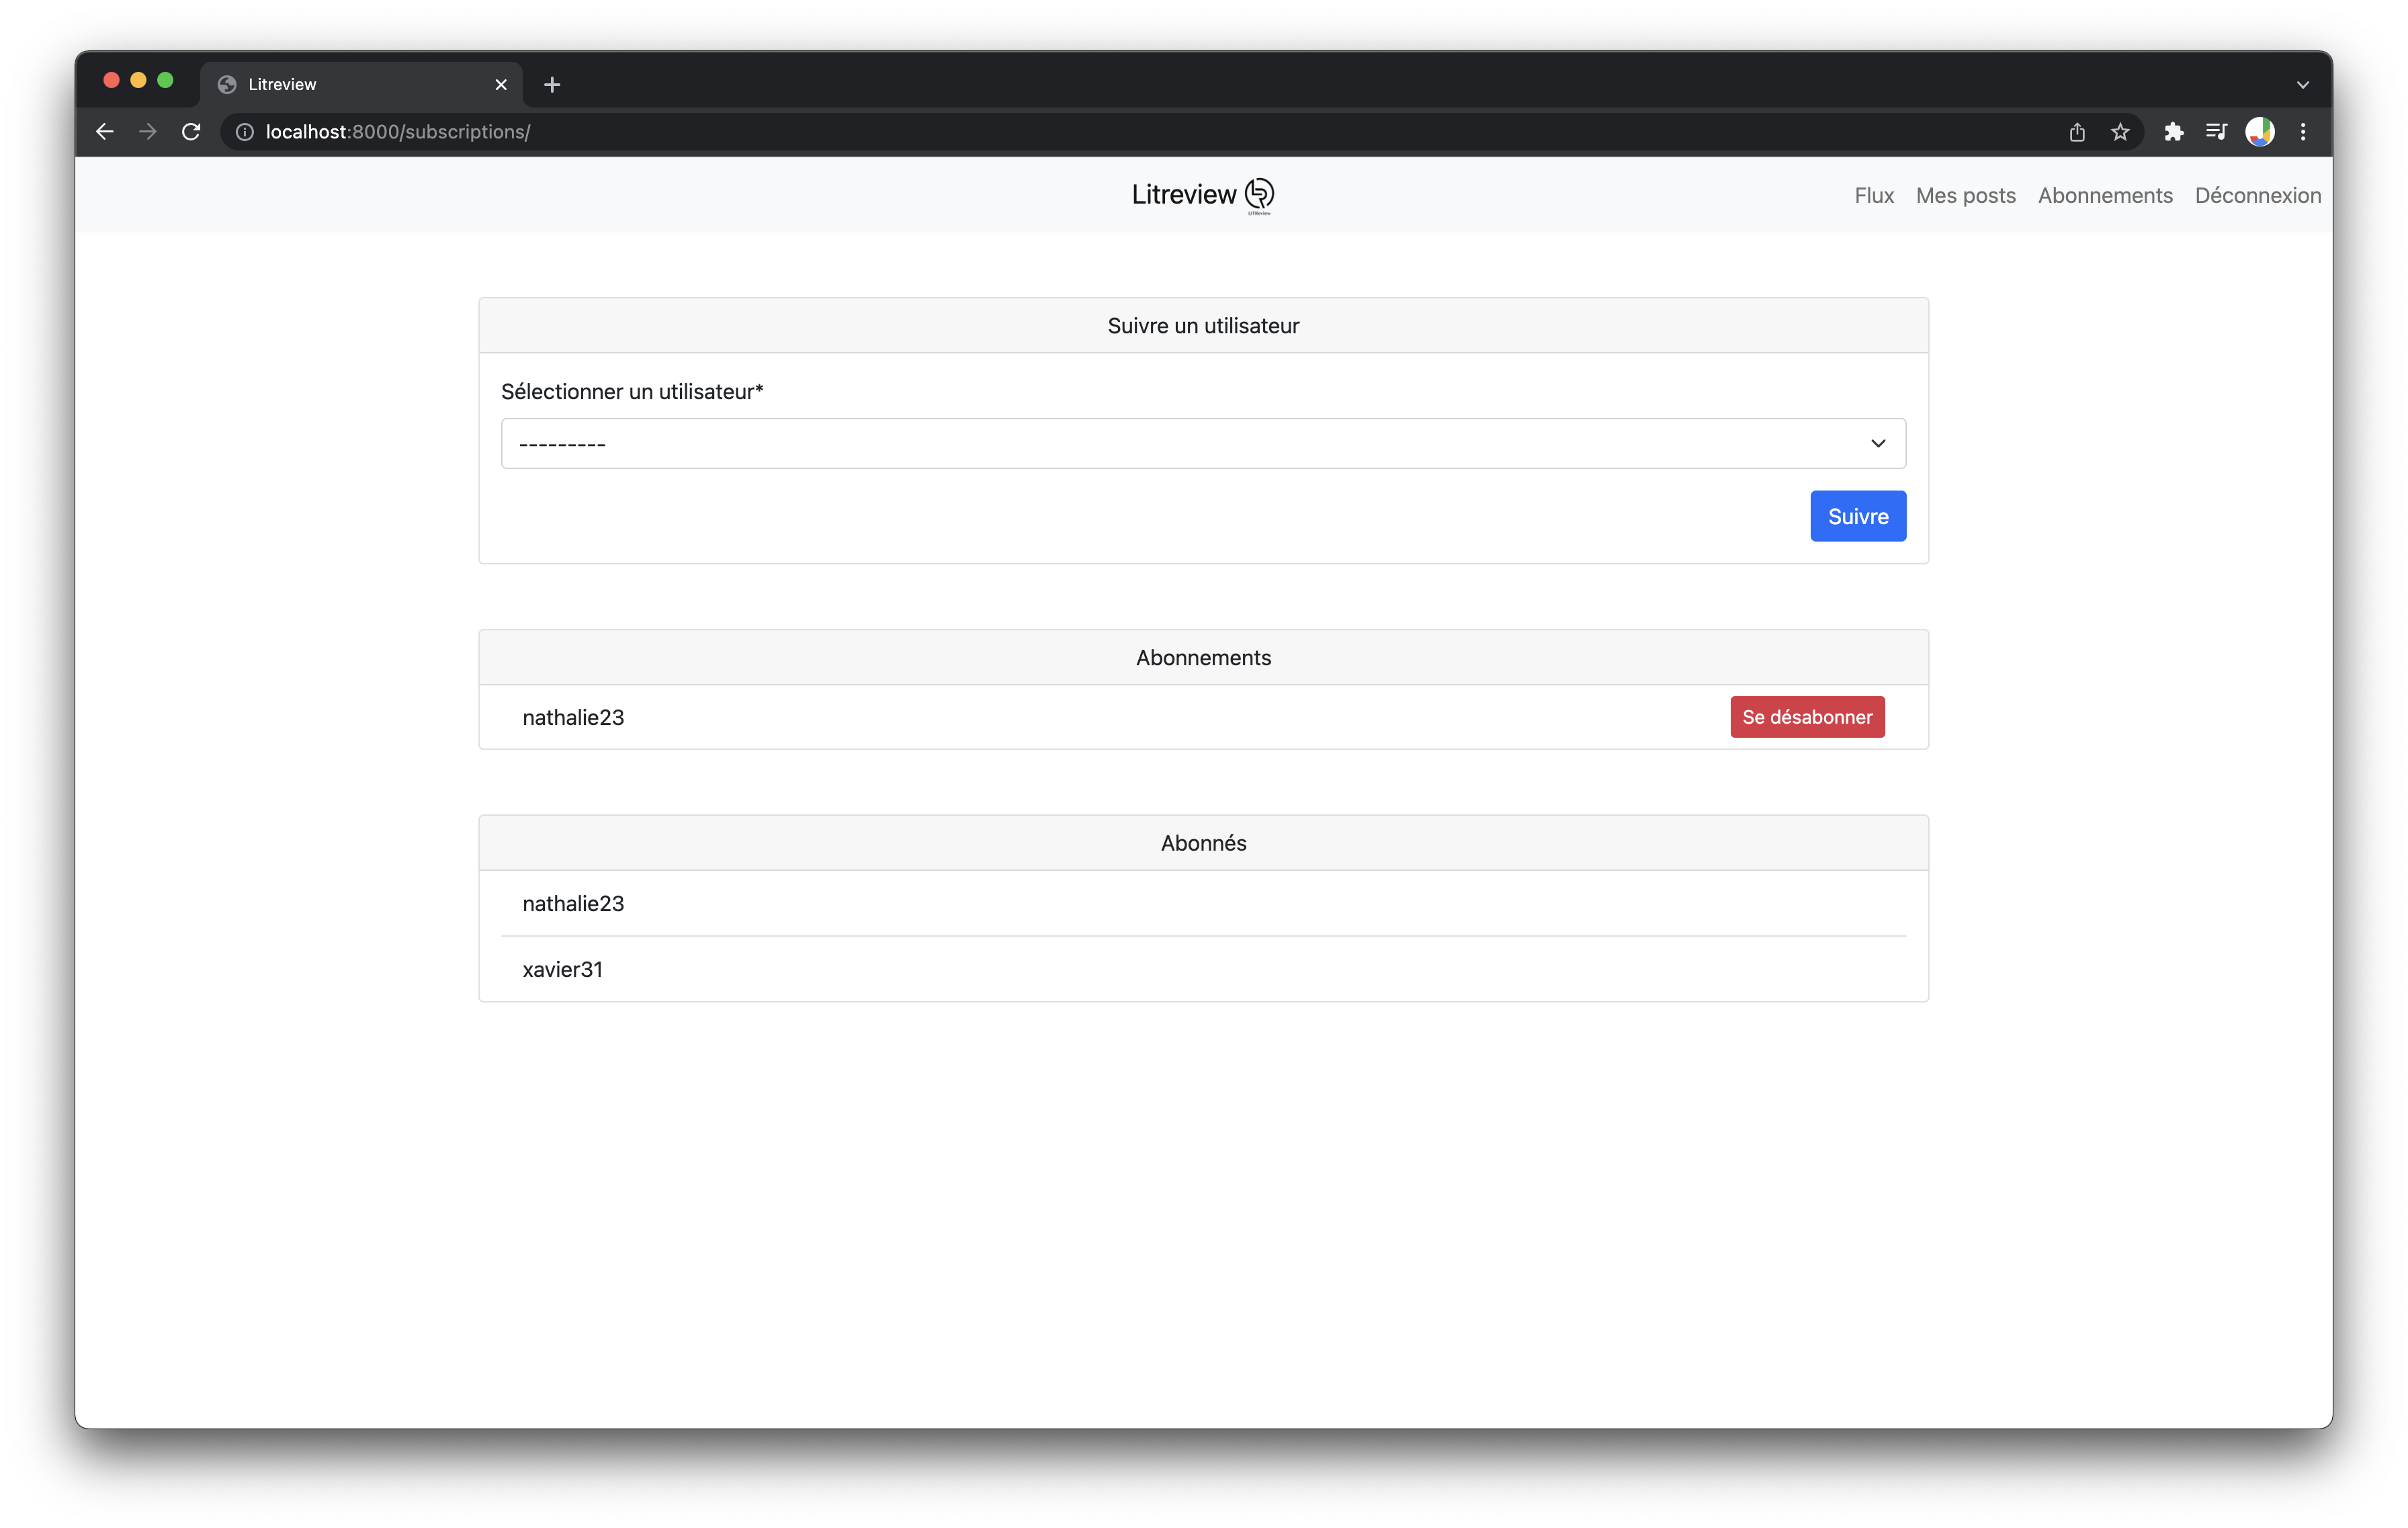 Litreview
localhost:8000/subscriptions/
Litreview
LITReview
Flux Mes posts Abonnements Déconnexion
Suivre un utilisateur
Sélectionner un utilisateur*
---------
Suivre
Abonnements
nathalie23 Se désabonner
Abonnés
nathalie23
xavier31